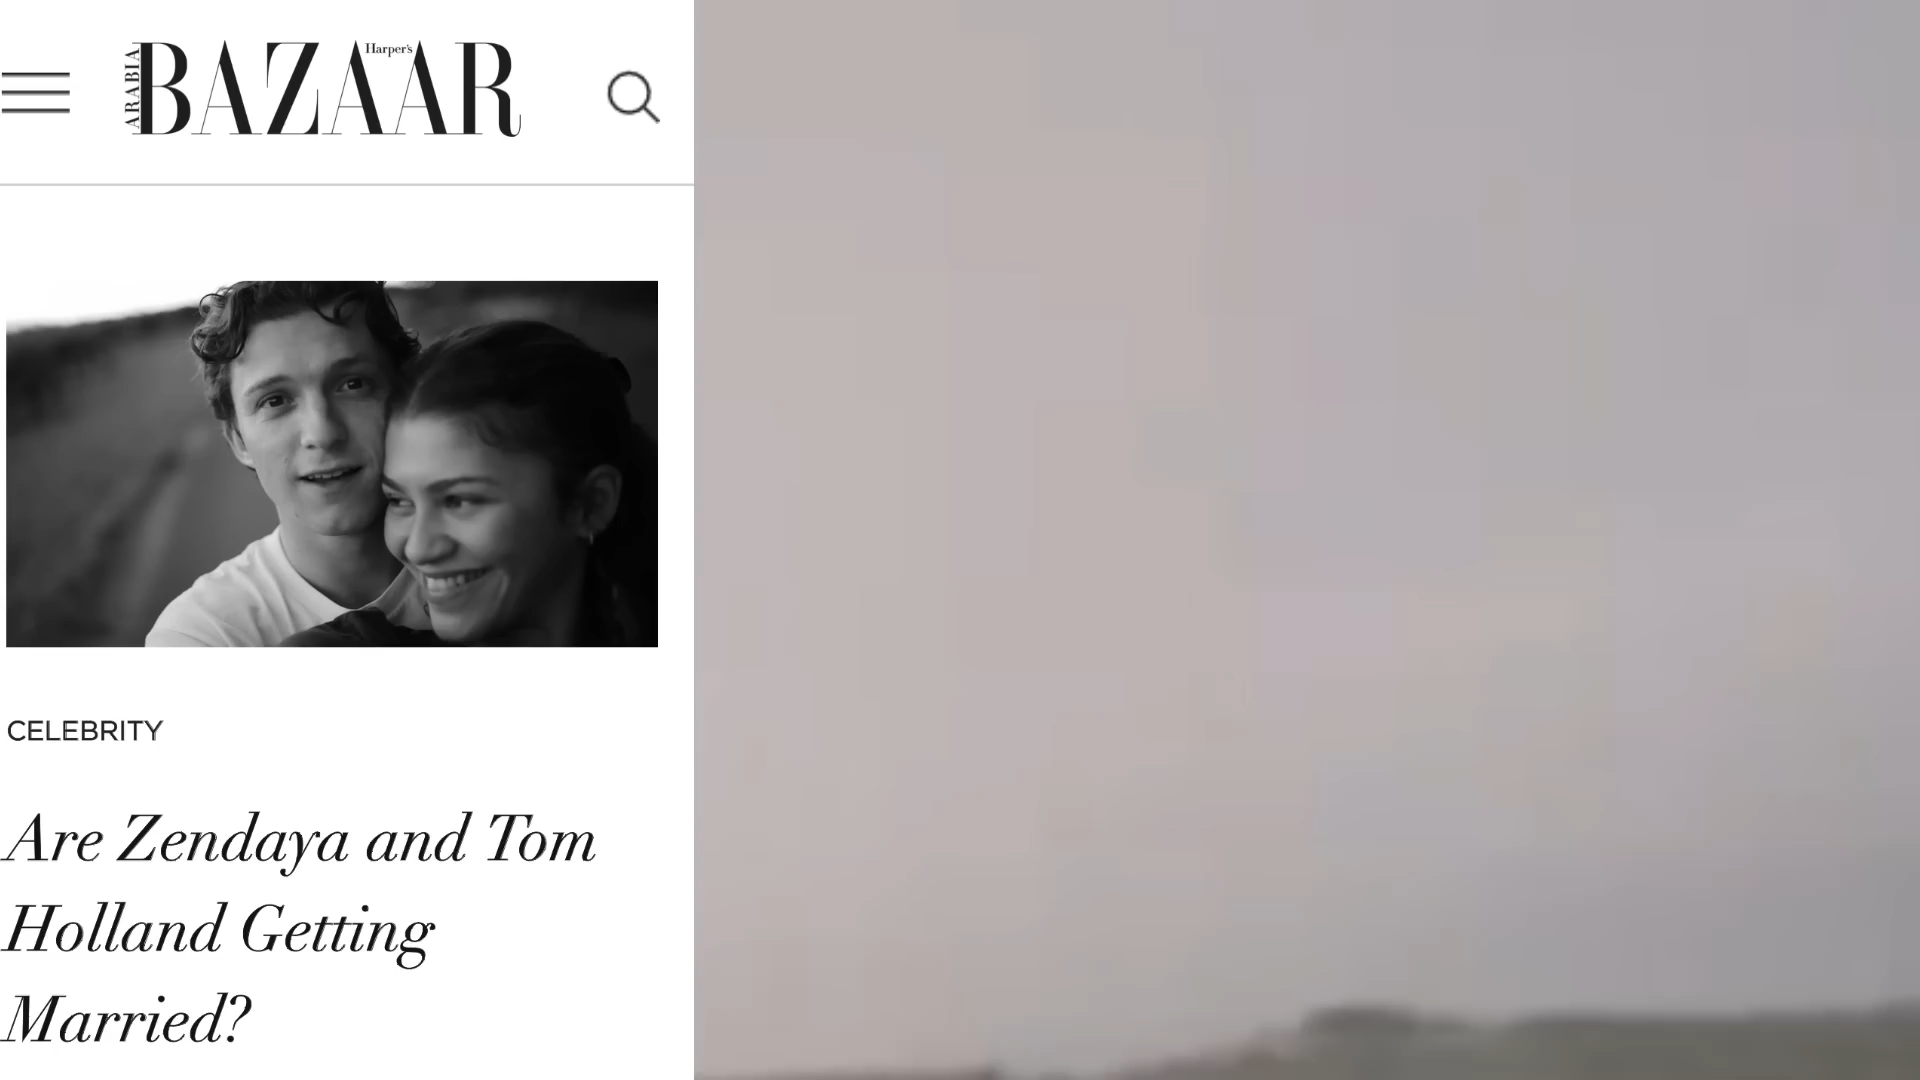 ARABIA
Harper's
BAZAAR
CELEBRITY
Are Zendaya and Tom
Holland Getting
Married?